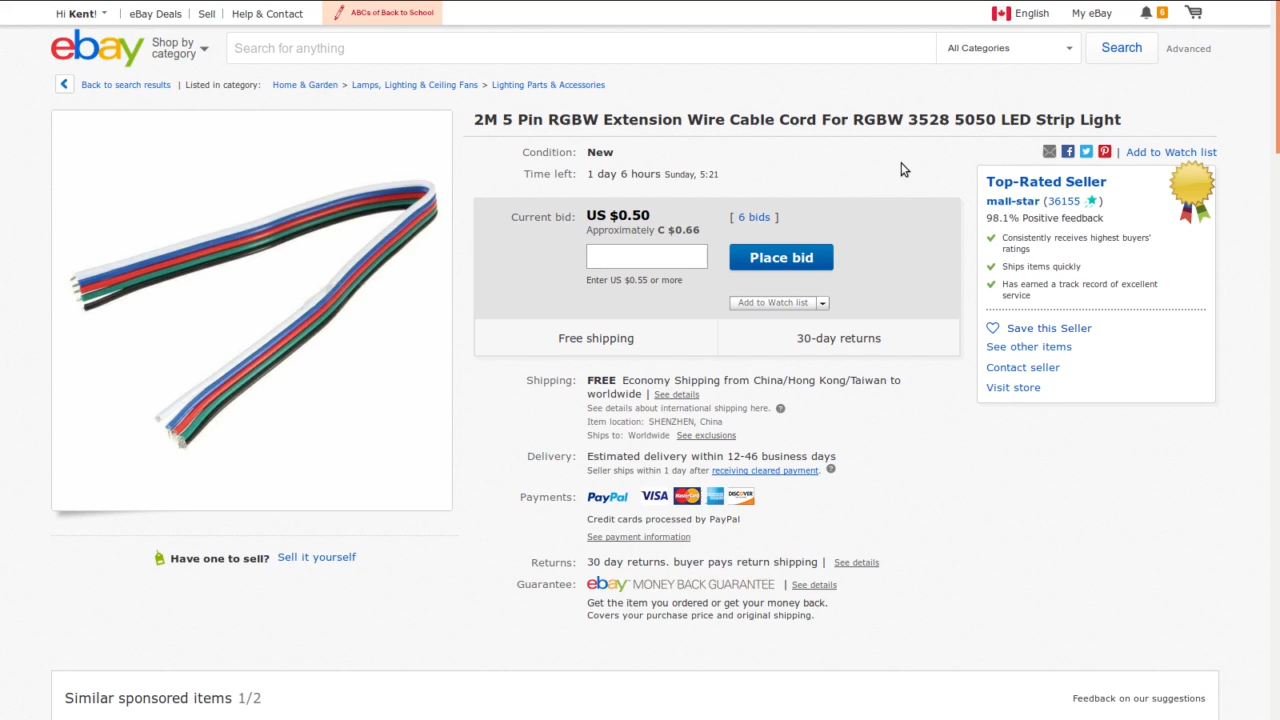 Hi Kent!
eBay Deals
Sell
Help & Contact
ABCs of Back to School
English
My eBay
6
ebay
Shop by category
Search for anything
All Categories
Search
Advanced
Back to search results | Listed in category: Home & Garden > Lamps, Lighting & Ceiling Fans > Lighting Parts & Accessories
2M 5 Pin RGBW Extension Wire Cable Cord For RGBW 3528 5050 LED Strip Light
Condition: New
Time left: 1 day 6 hours Sunday, 5:21
Current bid: US $0.50 [ 6 bids ]
Approximately C $0.66
Place bid
Enter US $0.55 or more
Add to Watch list
Free shipping
30-day returns
Shipping: FREE Economy Shipping from China/Hong Kong/Taiwan to
worldwide | See details
See details about international shipping here. ?
Item location: SHENZHEN, China
Ships to: Worldwide See exclusions
Delivery: Estimated delivery within 12-46 business days
Seller ships within 1 day after receiving cleared payment. ?
Payments: PayPal VISA MasterCard AMERICAN EXPRESS DISCOVER
Credit cards processed by PayPal
See payment information
Returns: 30 day returns. buyer pays return shipping | See details
Guarantee: ebay MONEY BACK GUARANTEE | See details
Get the item you ordered or get your money back.
Covers your purchase price and original shipping.
| Add to Watch list
Top-Rated Seller
mall-star (36155 )
98.1% Positive feedback
Consistently receives highest buyers'
ratings
Ships items quickly
Has earned a track record of excellent
service
Save this Seller
See other items
Contact seller
Visit store
Have one to sell? Sell it yourself
Similar sponsored items 1/2
Feedback on our suggestions